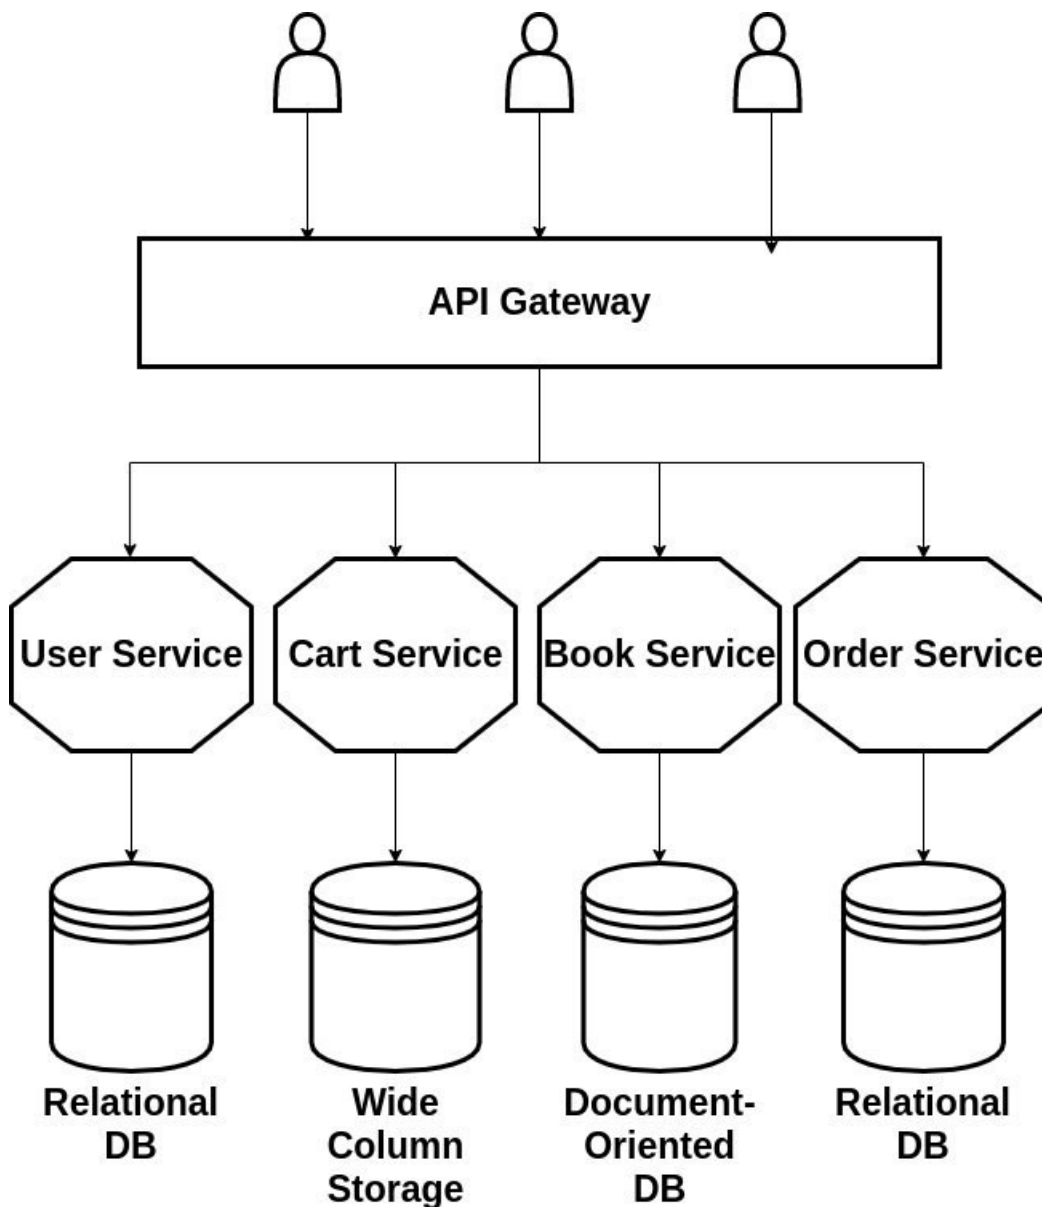 API Gateway
User Service
Cart Service
Book Service
Order Service
Relational
DB
Wide
Column
Storage
Document-
Oriented
DB
Relational
DB